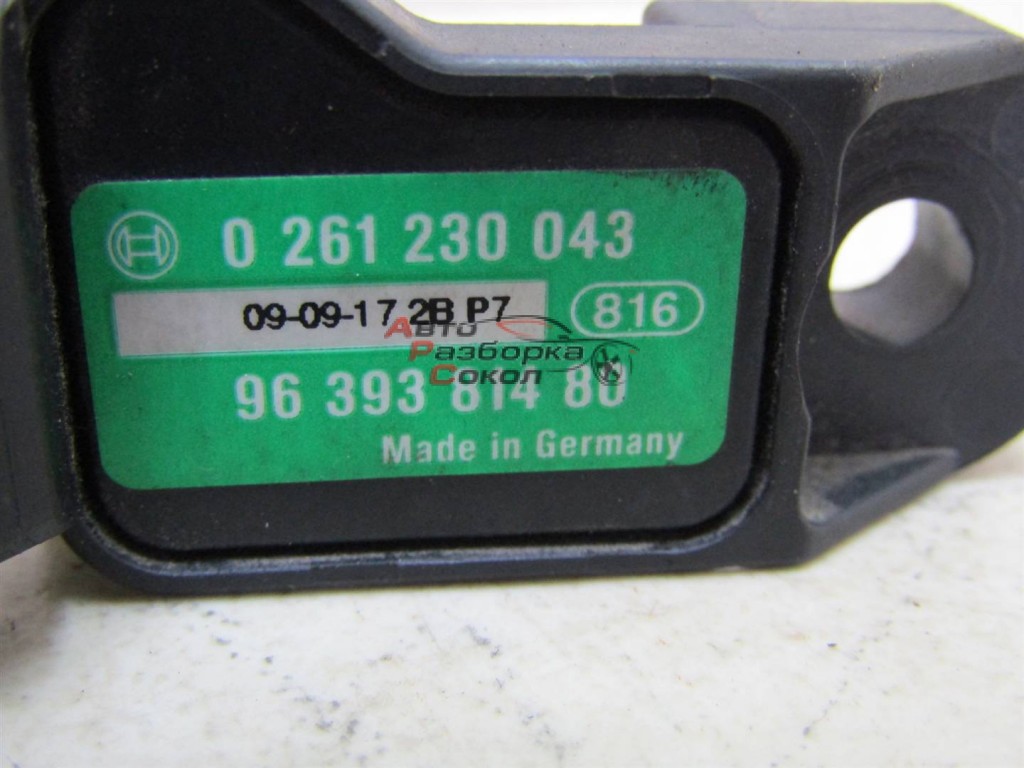 0 261 230 043
09-09-17 2B P7
816
96 393 814 80
Made in Germany
Авто
Разборка
Сокол